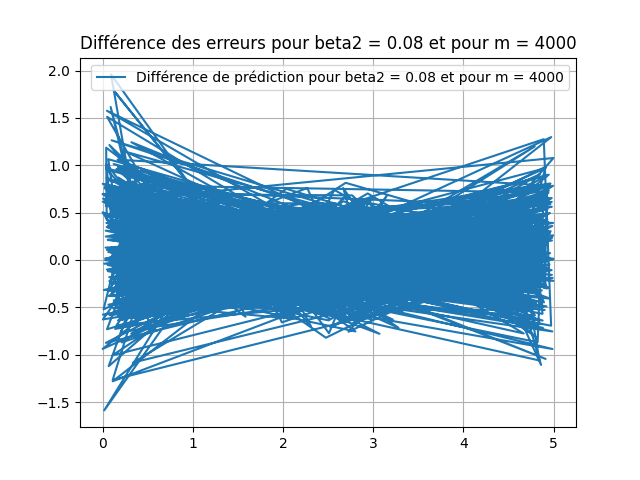 Différence des erreurs pour beta2 = 0.08 et pour m = 4000
Différence de prédiction pour beta2 = 0.08 et pour m = 4000
2.0
1.5
1.0
0.5
0.0
−0.5
−1.0
−1.5
0 1 2 3 4 5